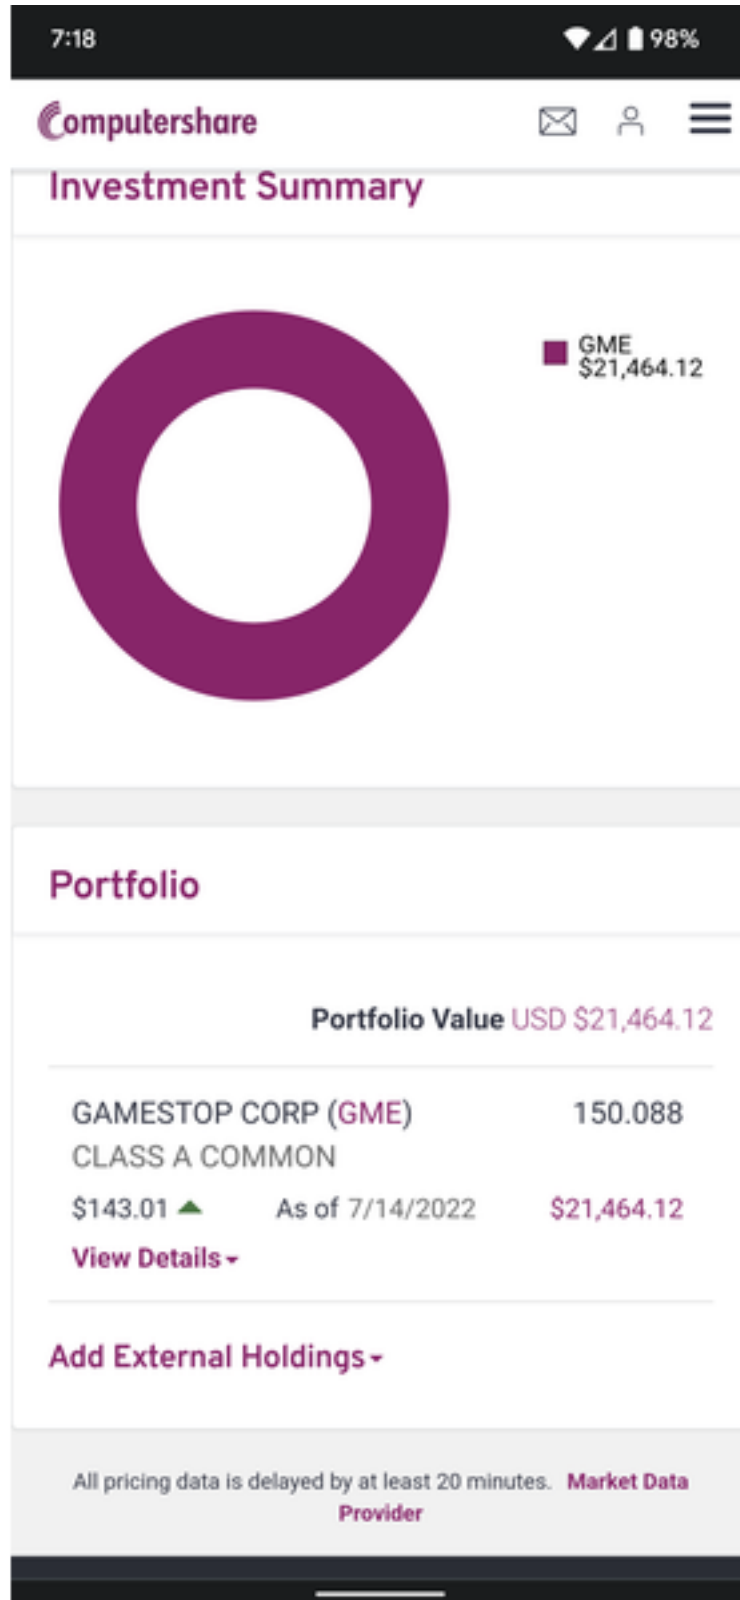 7:18
98%
Computershare
Investment Summary
GME
$21,464.12
Portfolio
Portfolio Value USD $21,464.12
GAMESTOP CORP (GME) 150.088
CLASS A COMMON
$143.01 As of 7/14/2022 $21,464.12
View Details
Add External Holdings
All pricing data is delayed by at least 20 minutes. Market Data
Provider